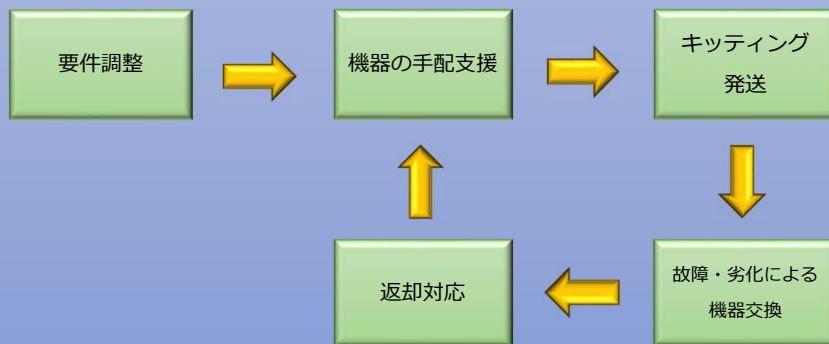 要件調整
機器の手配支援
キッティング
発送
返却対応
故障・劣化による
機器交換